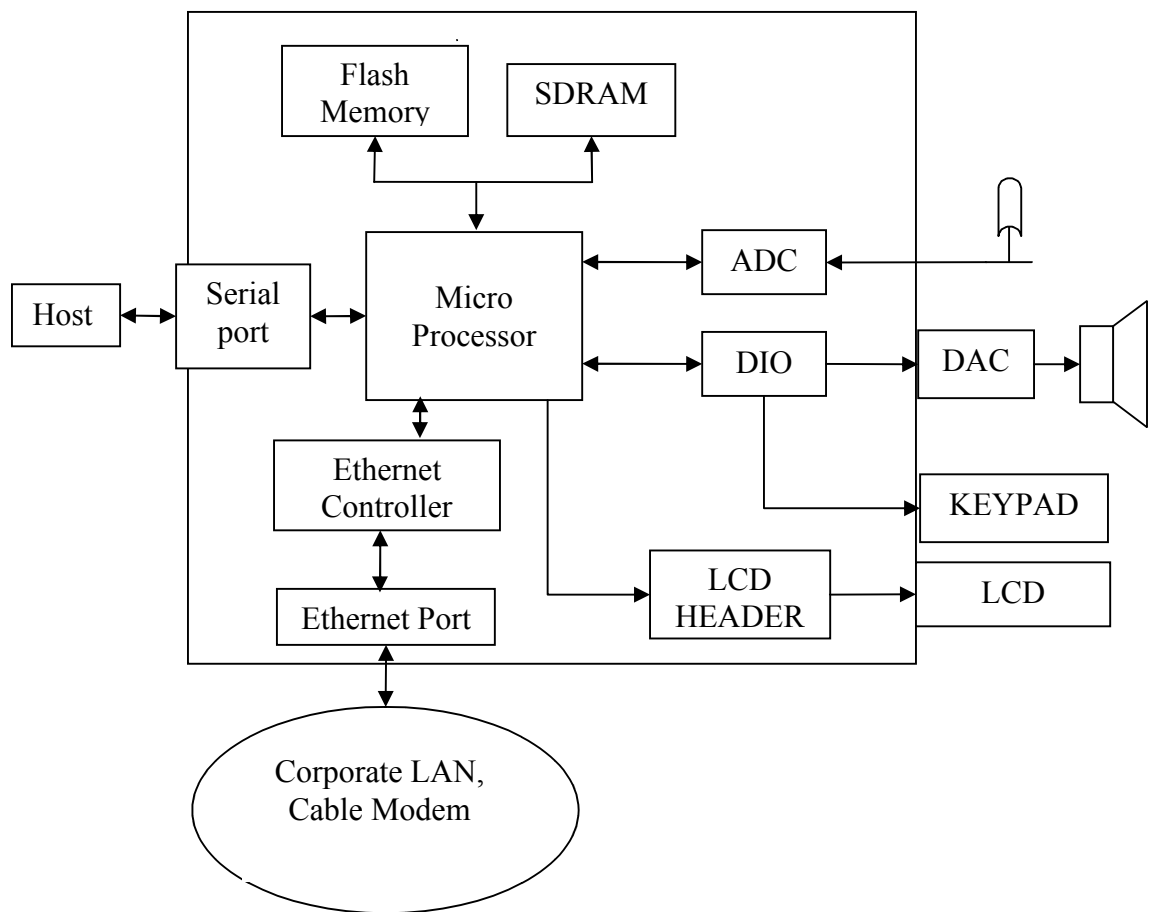 Flash
Memory
SDRAM
ADC
Host
Serial
port
Micro
Processor
DIO
DAC
Ethernet
Controller
KEYPAD
LCD
HEADER
LCD
Ethernet Port
Corporate LAN,
Cable Modem